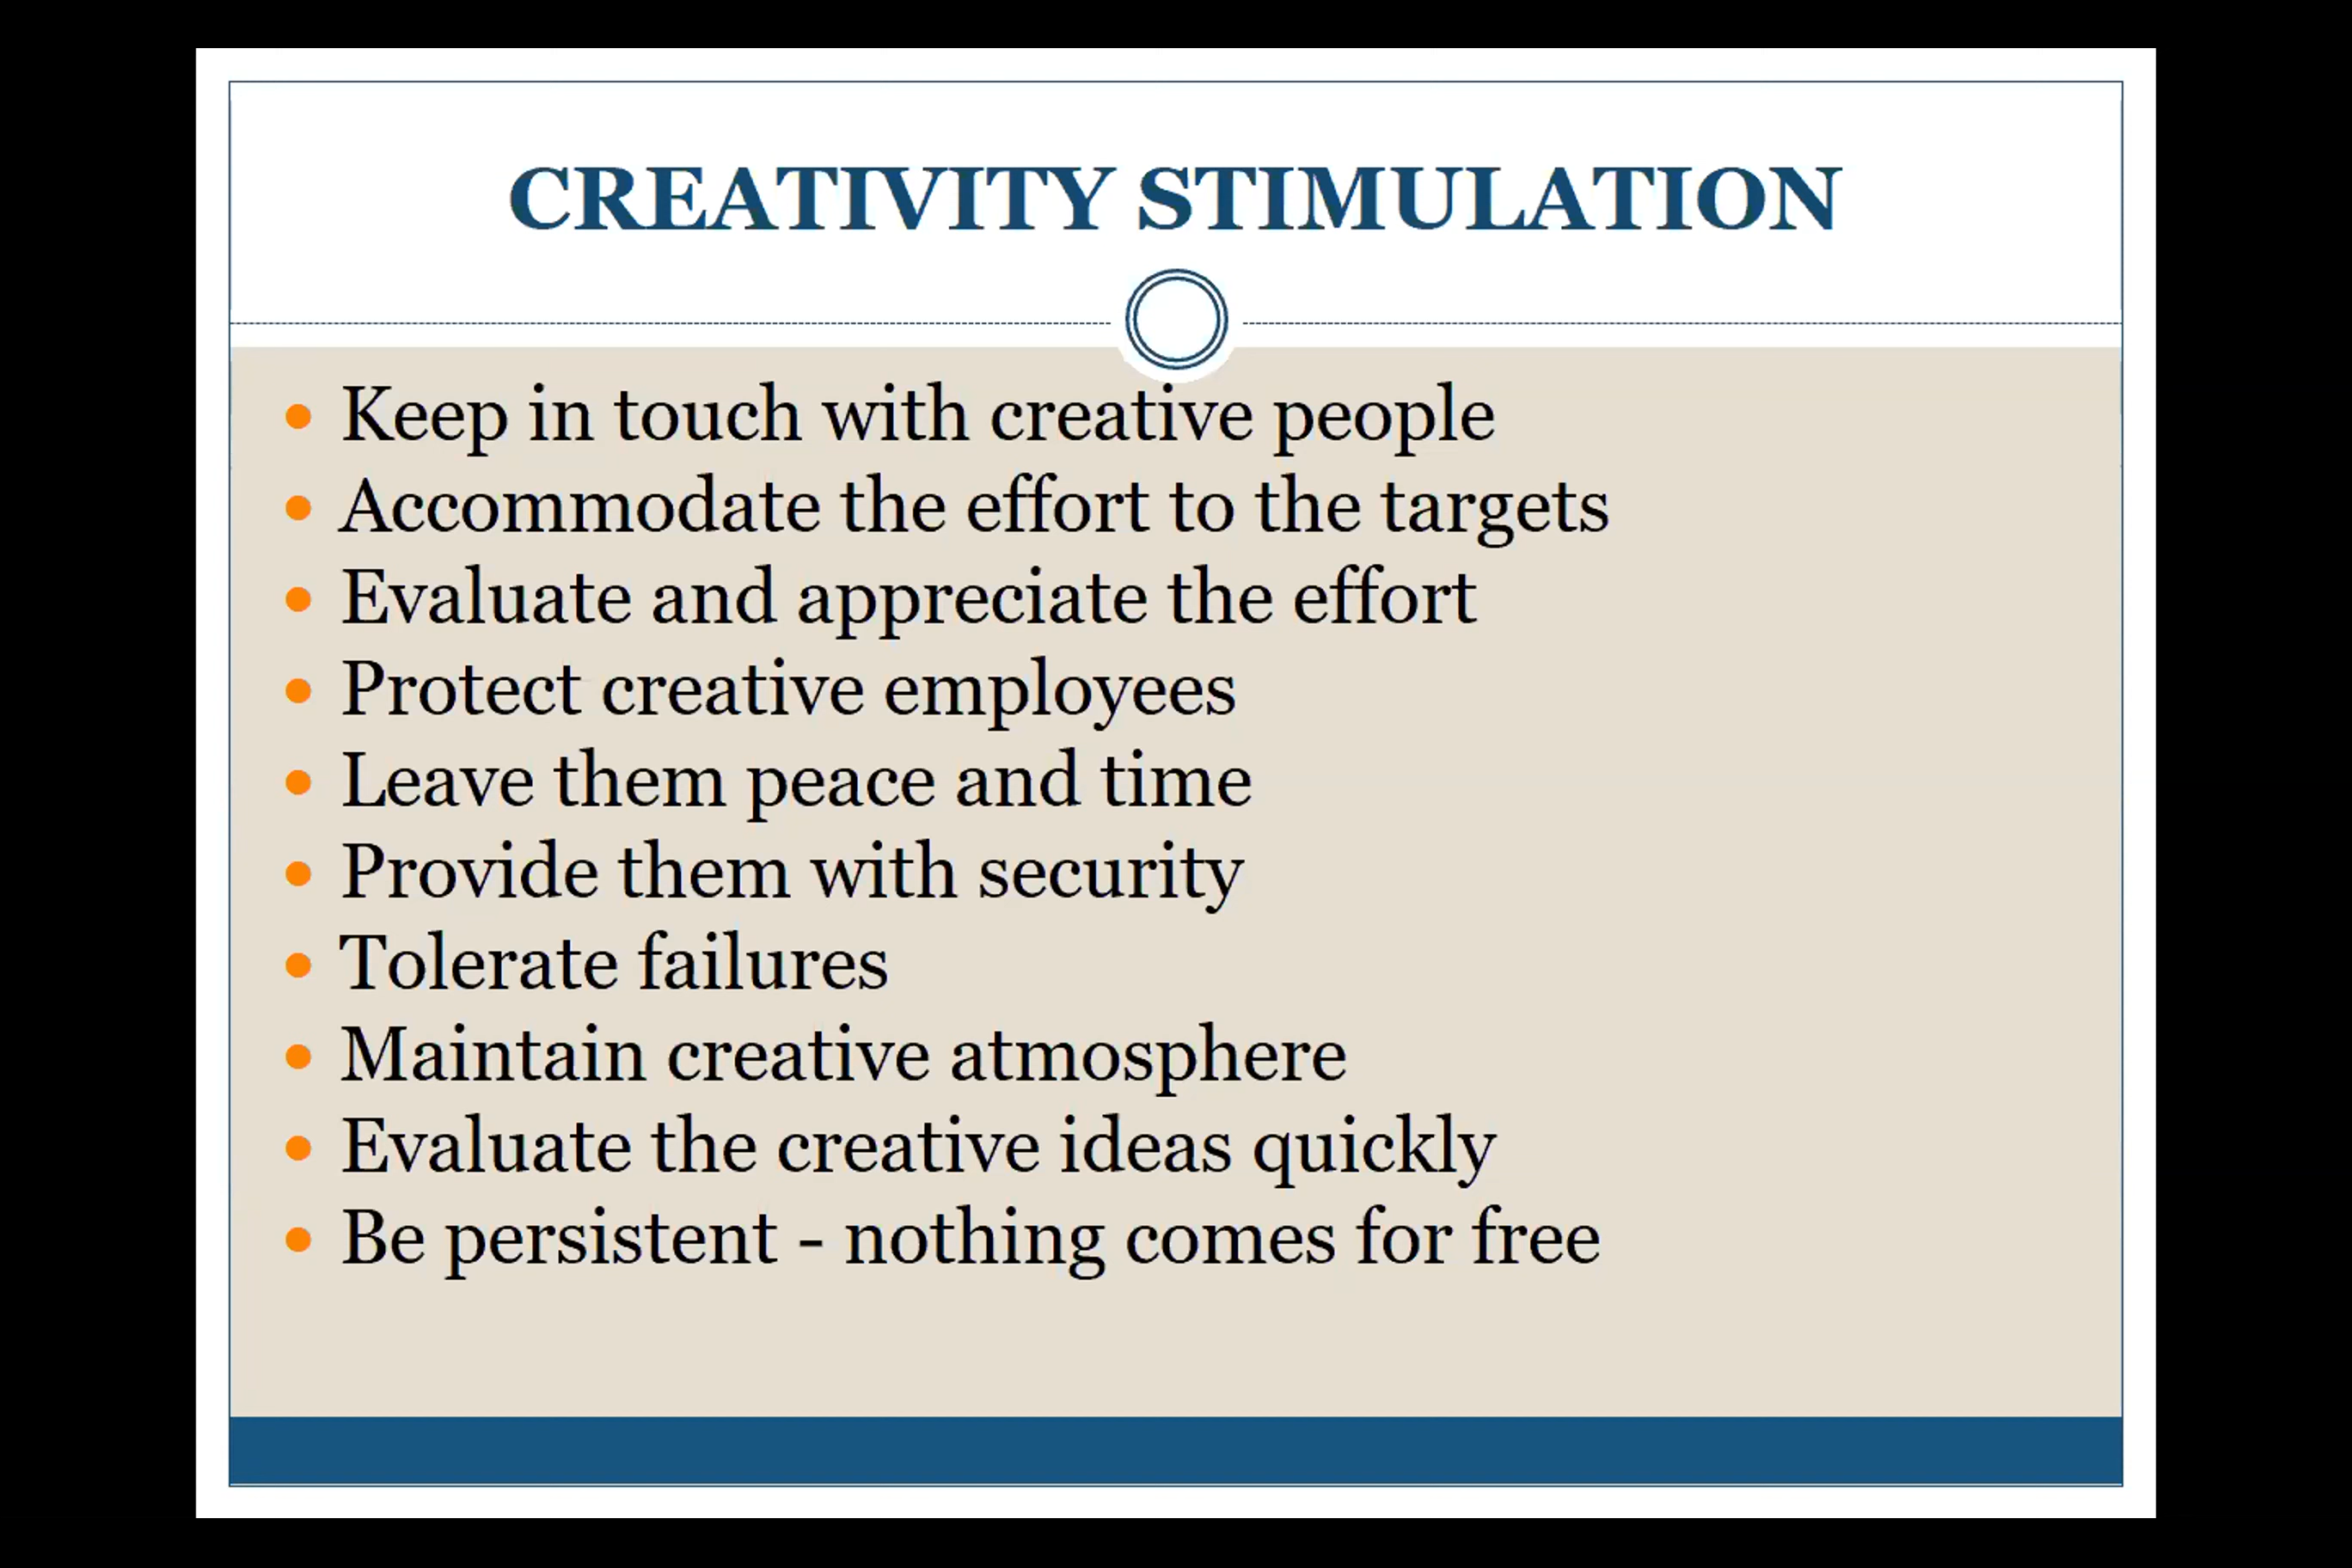 CREATIVITY STIMULATION
• Keep in touch with creative people
• Accommodate the effort to the targets
• Evaluate and appreciate the effort
• Protect creative employees
• Leave them peace and time
• Provide them with security
• Tolerate failures
• Maintain creative atmosphere
• Evaluate the creative ideas quickly
• Be persistent - nothing comes for free